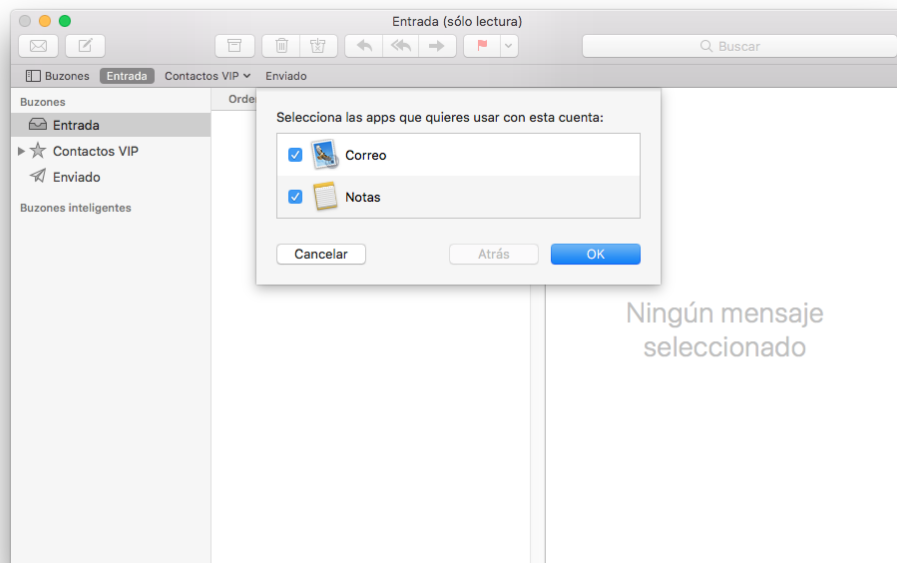 Entrada (sólo lectura)
Buscar
Buzones Entrada Contactos VIP Enviado
Buzones
Entrada
Contactos VIP
Enviado
Buzones inteligentes
Selecciona las apps que quieres usar con esta cuenta:
Correo
Notas
Cancelar Atrás OK
Ningún mensaje
seleccionado